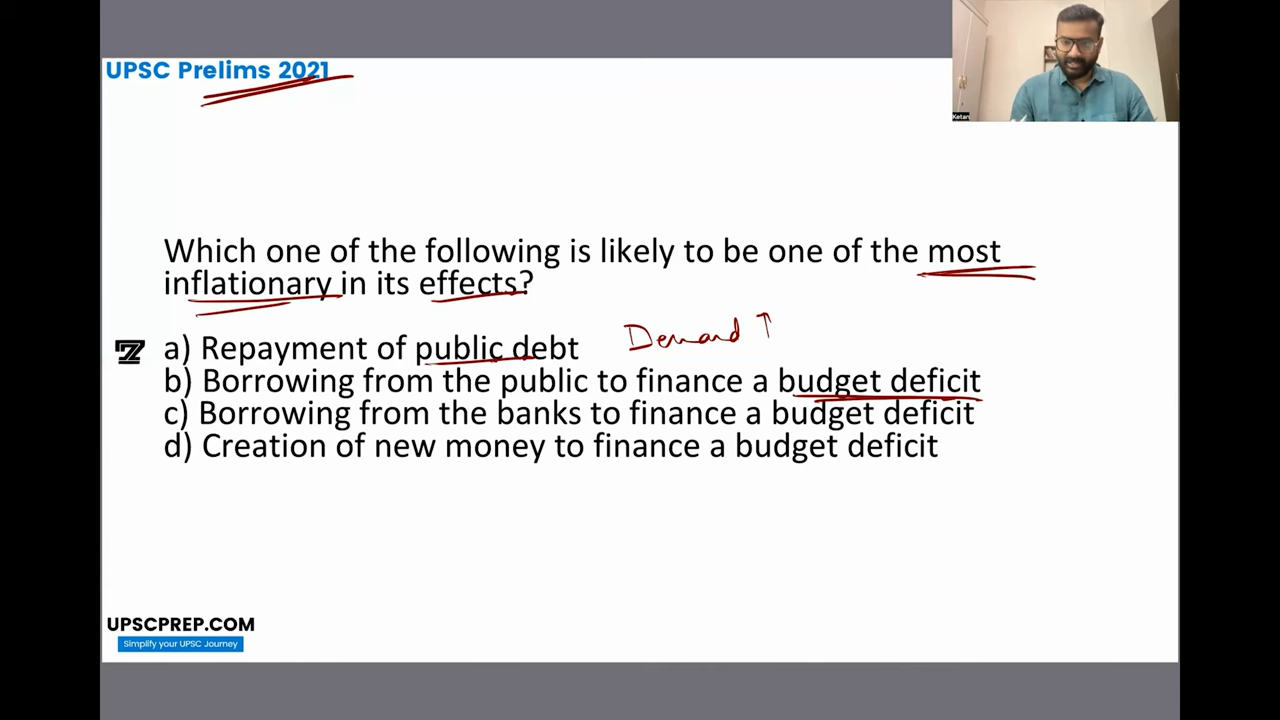 UPSC Prelims 2021
Ketan
Which one of the following is likely to be one of the most
inflationary in its effects?
a) Repayment of public debt
Demand ↑
b) Borrowing from the public to finance a budget deficit
c) Borrowing from the banks to finance a budget deficit
d) Creation of new money to finance a budget deficit
UPSCPREP.COM
Simplify your UPSC Journey